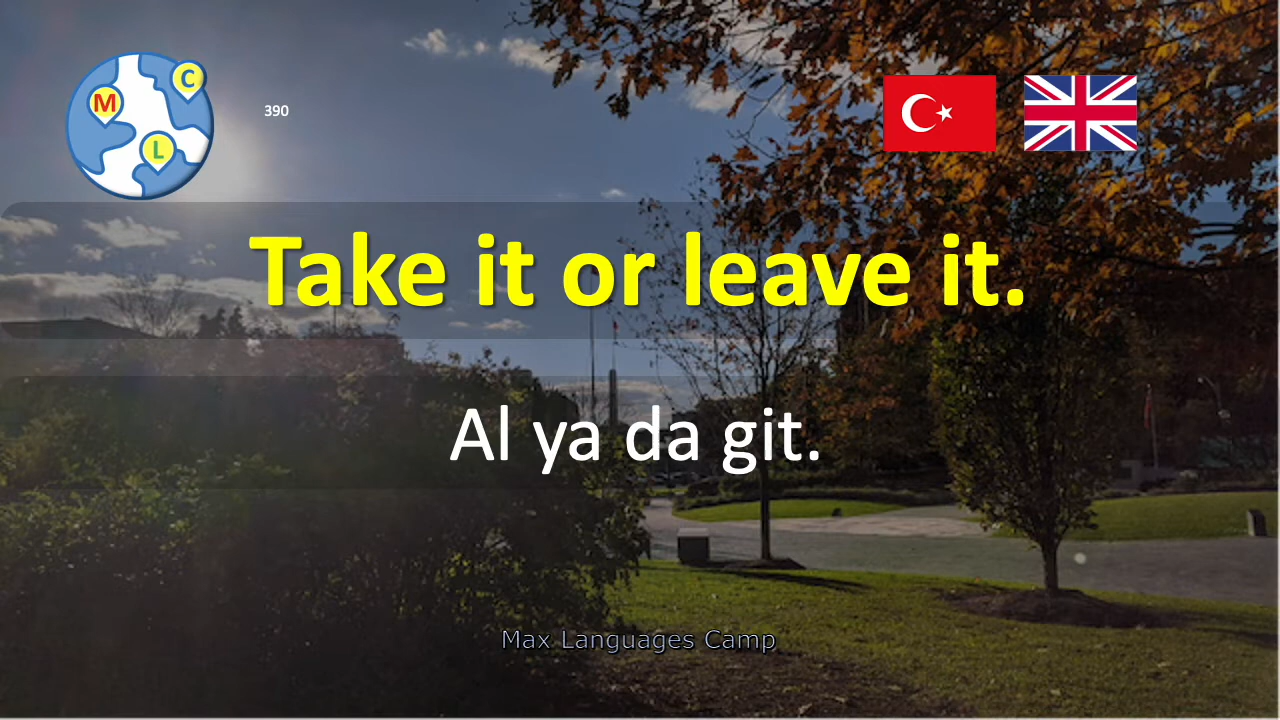 C
M
L
390
Take it or leave it.
Al ya da git.
Max Languages Camp